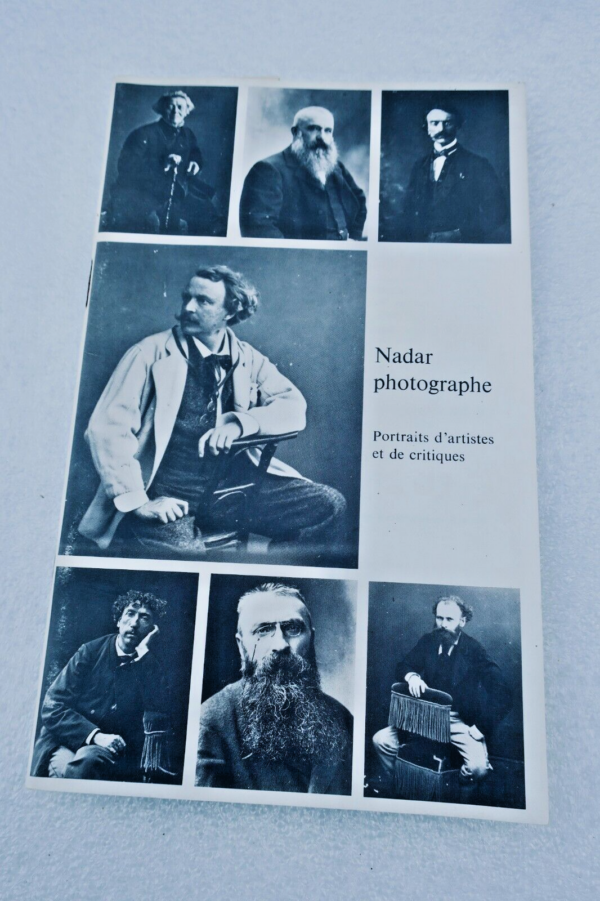 Nadar
photographe
Portraits d'artistes
et de critiques